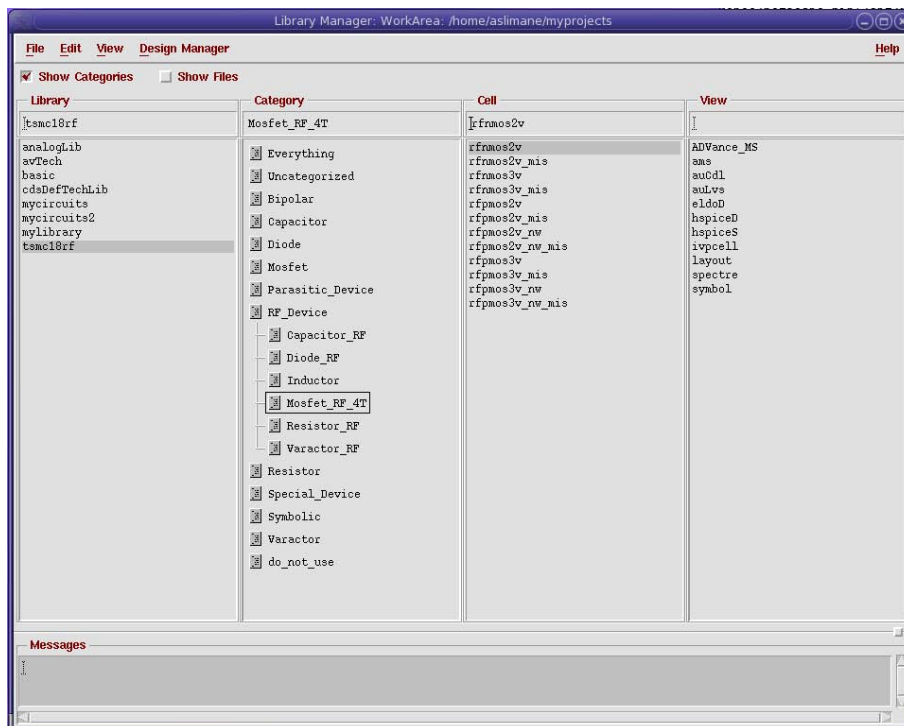 Library Manager: WorkArea: /home/aslimane/myprojects
File Edit View Design Manager Help
Show Categories Show Files
Library
tsmc18rf
analogLib
avTech
basic
cdsDefTechLib
mycircuits
mycircuits2
mylibrary
tsmc18rf
Category
Mosfet_RF_4T
Everything
Uncategorized
Bipolar
Capacitor
Diode
Mosfet
Parasitic_Device
RF_Device
Capacitor_RF
Diode_RF
Inductor
Mosfet_RF_4T
Resistor_RF
Varactor_RF
Resistor
Special_Device
Symbolic
Varactor
do_not_use
Cell
rfnmos2v
rfnmos2v
rfnmos2v_mis
rfnmos3v
rfnmos3v_mis
rfpmos2v
rfpmos2v_mis
rfpmos2v_nw
rfpmos2v_nw_mis
rfpmos3v
rfpmos3v_mis
rfpmos3v_nw
rfpmos3v_nw_mis
View
ADVance_MS
ams
auCdl
auLvs
eldoD
hspiceD
hspiceS
ivpcell
layout
spectre
symbol
Messages